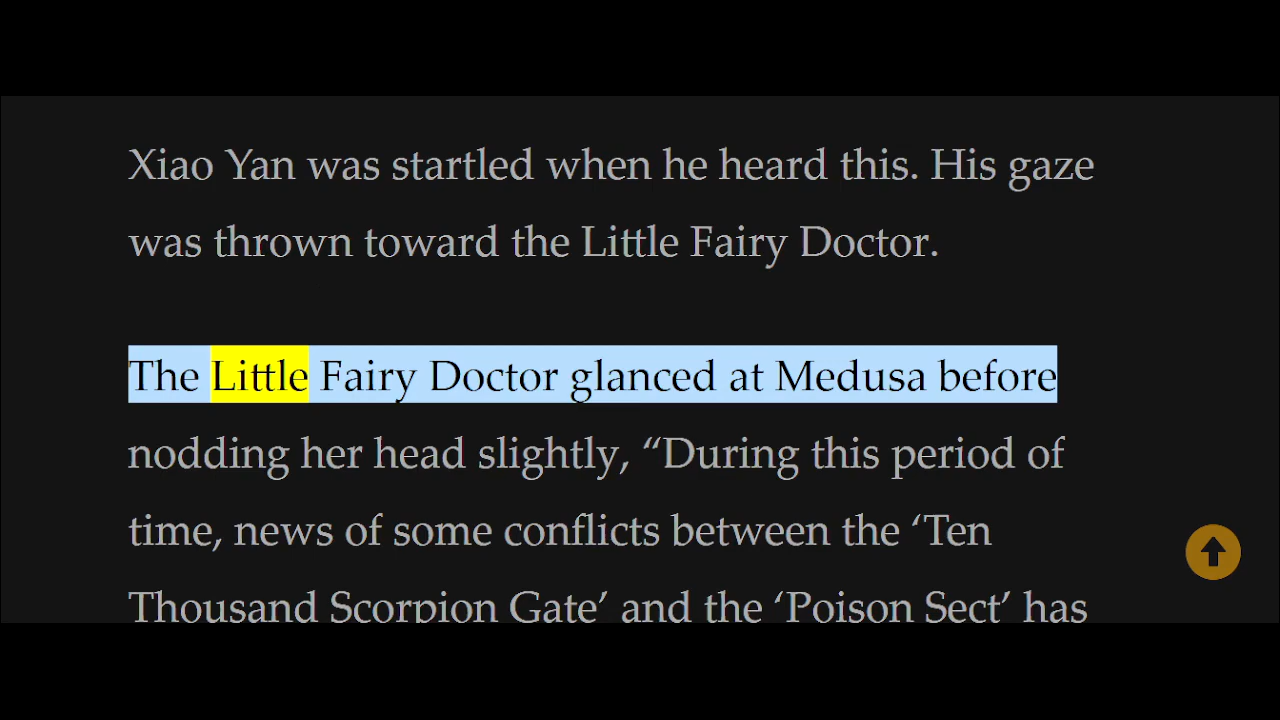 Xiao Yan was startled when he heard this. His gaze
was thrown toward the Little Fairy Doctor.
The Little Fairy Doctor glanced at Medusa before
nodding her head slightly, “During this period of
time, news of some conflicts between the ‘Ten
Thousand Scorpion Gate’ and the ‘Poison Sect’ has